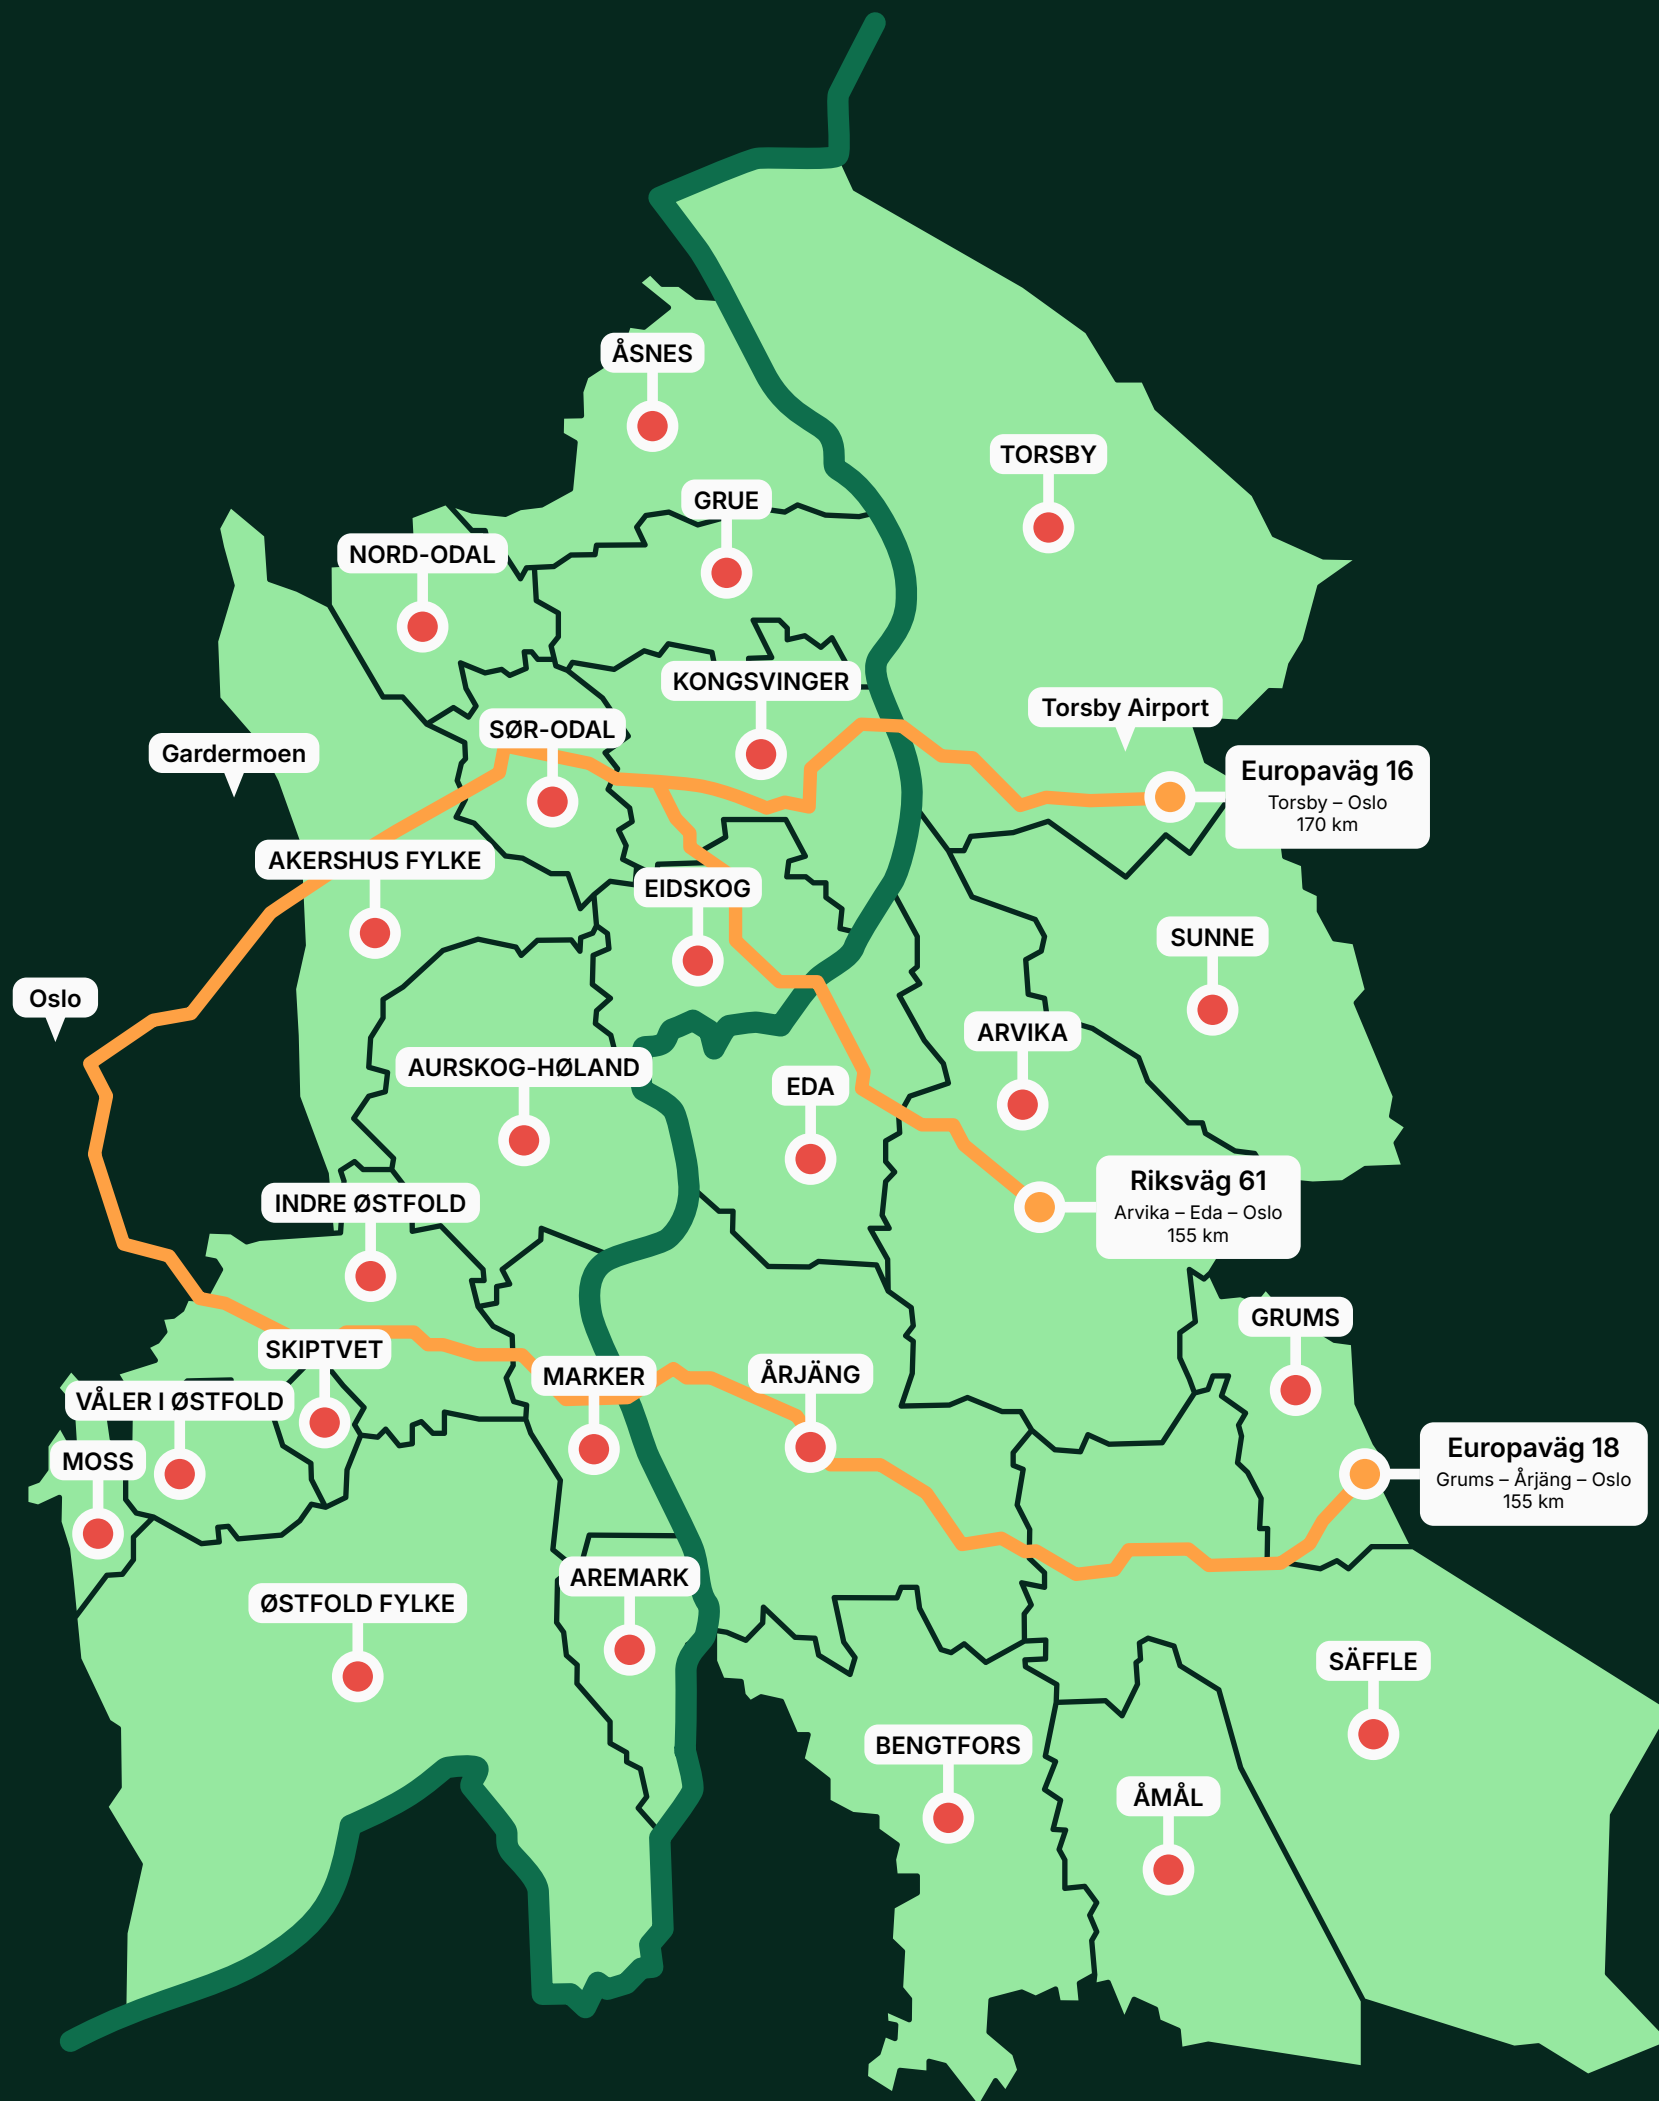 ÅSNES
TORSBY
GRUE
NORD-ODAL
KONGSVINGER
Torsby Airport
SØR-ODAL
Gardermoen
Europaväg 16
Torsby – Oslo
170 km
AKERSHUS FYLKE
EIDSKOG
SUNNE
Oslo
ARVIKA
AURSKOG-HØLAND
EDA
Riksväg 61
Arvika – Eda – Oslo
155 km
INDRE ØSTFOLD
GRUMS
SKIPTVET
MARKER
ÅRJÄNG
VÅLER I ØSTFOLD
MOSS
Europaväg 18
Grums – Årjäng – Oslo
155 km
AREMARK
ØSTFOLD FYLKE
SÄFFLE
BENGTFORS
ÅMÅL